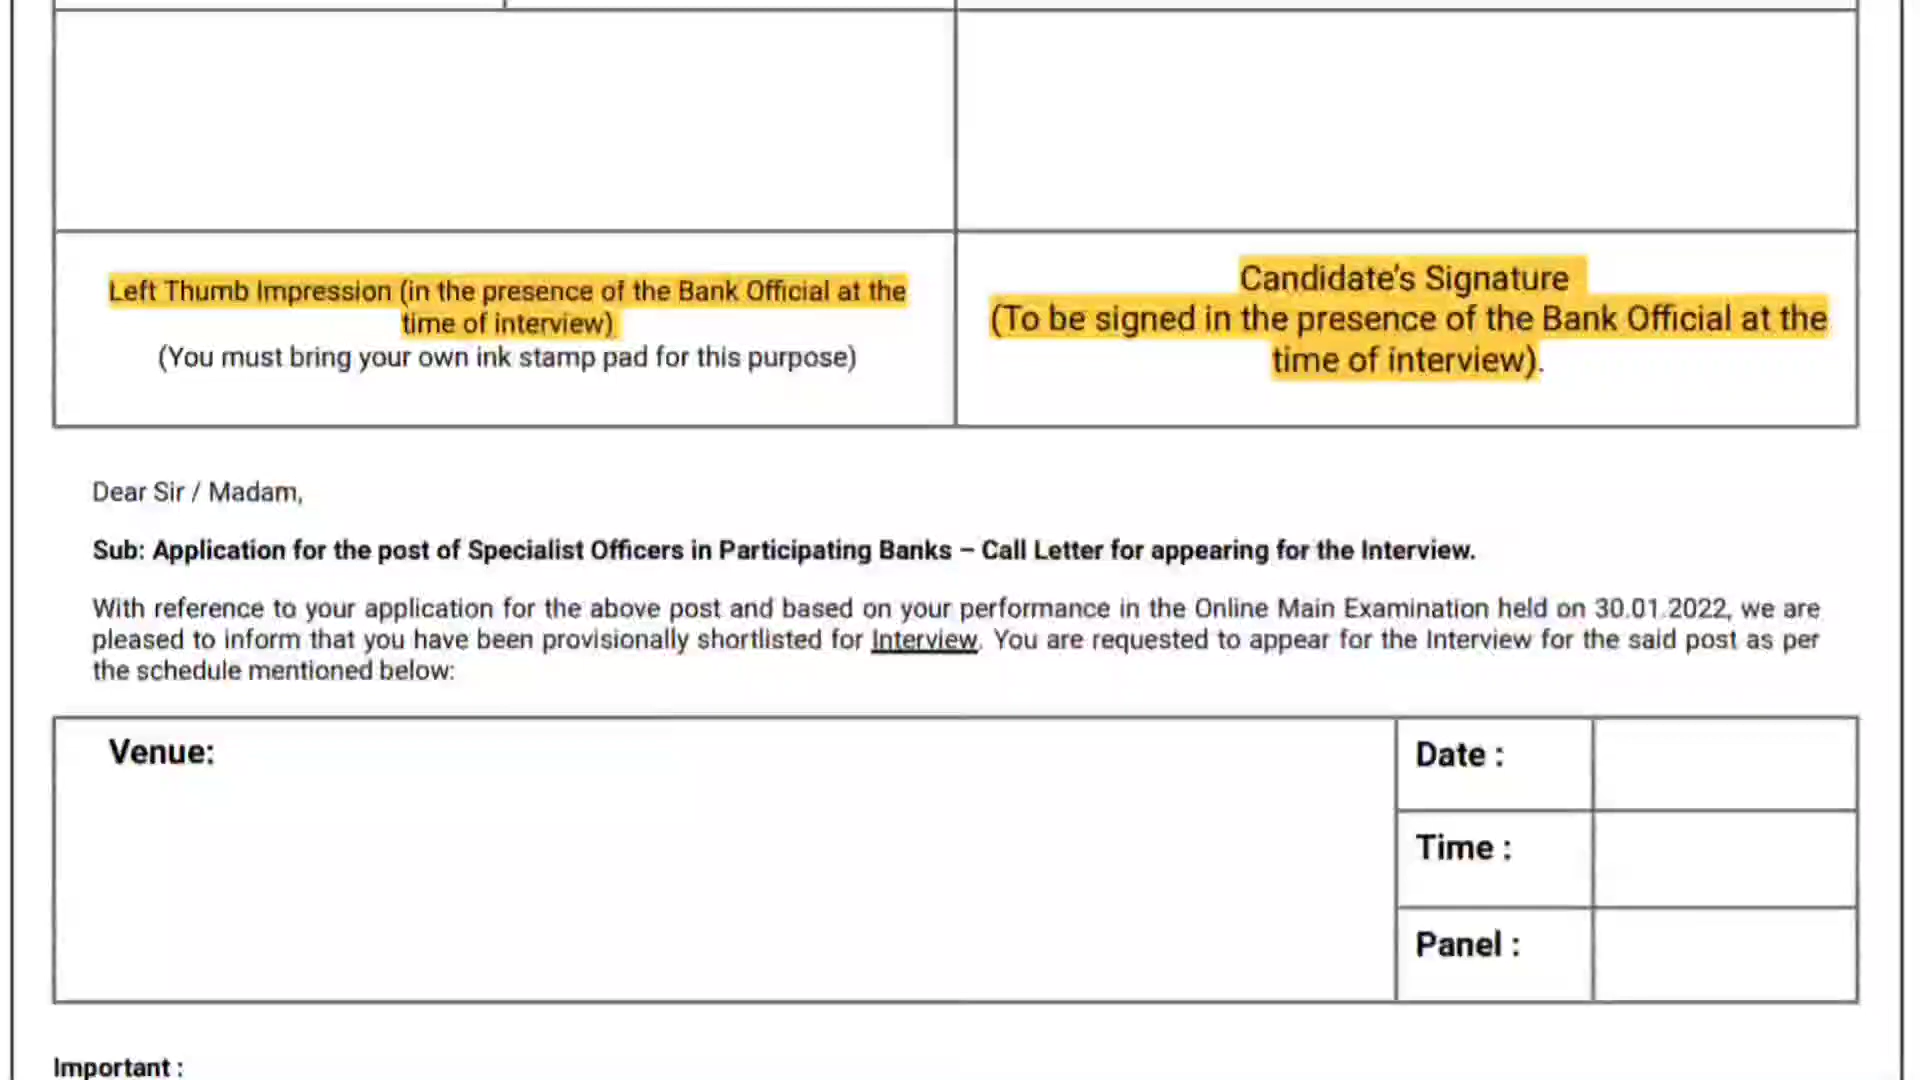 Left Thumb Impression (in the presence of the Bank Official at the
time of interview)
(You must bring your own ink stamp pad for this purpose)
Candidate's Signature
(To be signed in the presence of the Bank Official at the
time of interview).
Dear Sir / Madam,
Sub: Application for the post of Specialist Officers in Participating Banks – Call Letter for appearing for the Interview.
With reference to your application for the above post and based on your performance in the Online Main Examination held on 30.01.2022, we are
pleased to inform that you have been provisionally shortlisted for Interview. You are requested to appear for the Interview for the said post as per
the schedule mentioned below:
Venue:
Date :
Time :
Panel :
Important :